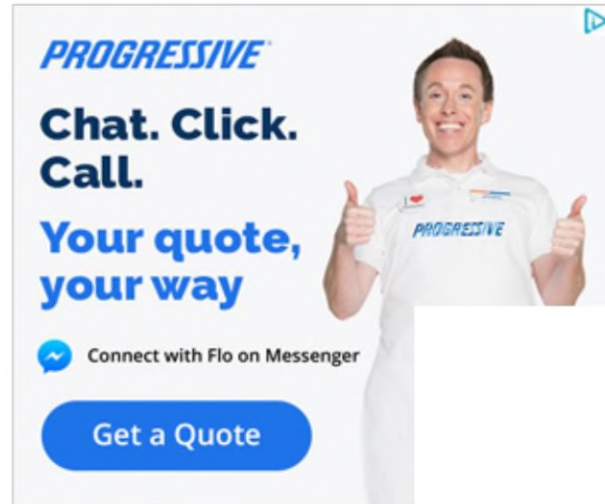 PROGRESSIVE
Chat. Click.
Call.
Your quote,
your way
PROGRESSIVE
Connect with Flo on Messenger
Get a Quote